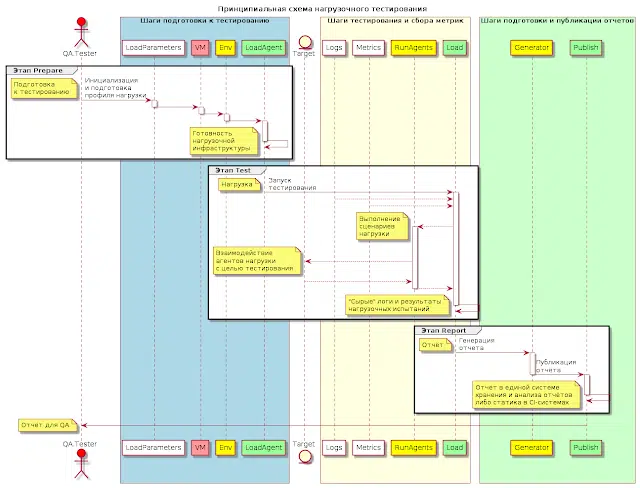 Принципиальная схема нагрузочного тестирования
Шаги подготовки к тестированию
Шаги тестирования и сбора метрик
Шаги подготовки и публикации отчетов
QA.Tester
LoadParameters
VM
Env
LoadAgent
Target
Logs
Metrics
RunAgents
Load
Generator
Publish
Этап Prepare
Подготовка
к тестированию
Инициализация
и подготовка
профиля нагрузки
Готовность
нагрузочной
инфраструктуры
Этап Test
Нагрузка
Запуск
тестирования
Выполнение
сценариев
нагрузки
Взаимодействие
агентов нагрузки
с целью тестирования
"Сырые" логи и результаты
нагрузочных испытаний
Этап Report
Отчет
Генерация
отчета
Публикация
отчета
Отчет в единой системе
хранения и анализа отчётов
либо статика в CI-системах
Отчет для QA
QA.Tester
LoadParameters
VM
Env
LoadAgent
Target
Logs
Metrics
RunAgents
Load
Generator
Publish